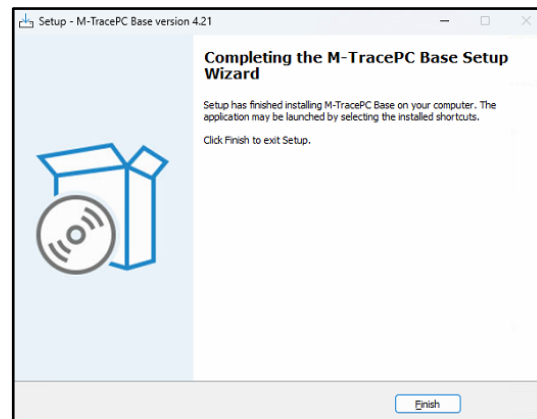 Setup - M-TracePC Base version 4.21
Completing the M-TracePC Base Setup
Wizard
Setup has finished installing M-TracePC Base on your computer. The
application may be launched by selecting the installed shortcuts.
Click Finish to exit Setup.
Finish